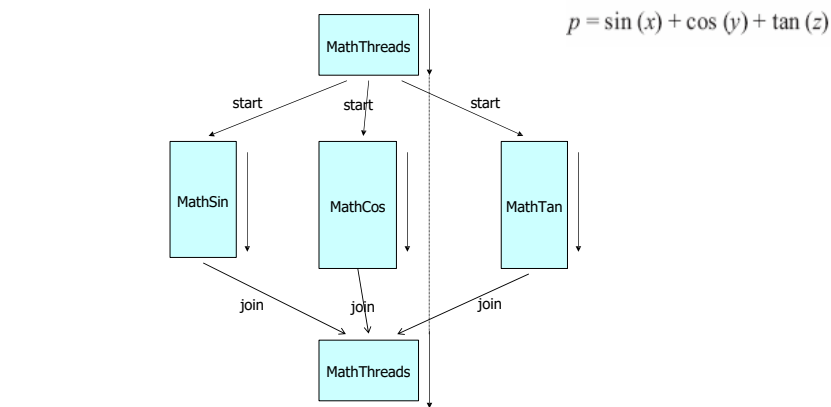 p = sin (x) + cos (y) + tan (z)
MathThreads
start
start
start
MathSin
MathCos
MathTan
join
join
join
MathThreads